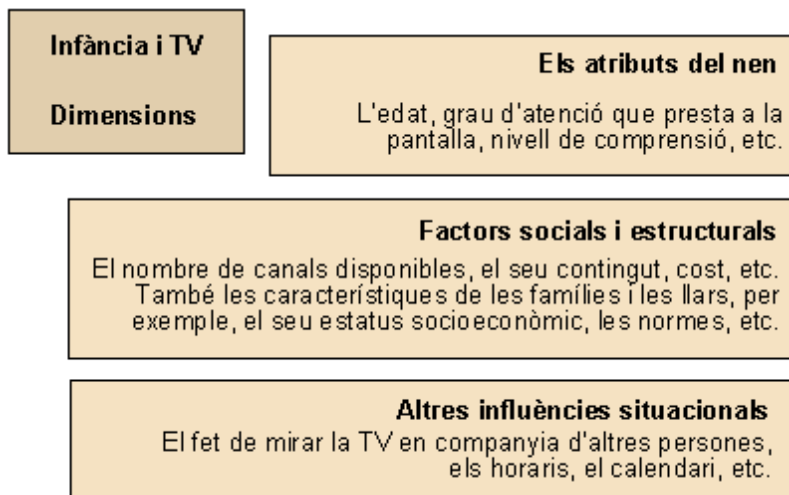 Infància i TV
Dimensions
Els atributs del nen
L'edat, grau d'atenció que presta a la
pantalla, nivell de comprensió, etc.
Factors socials i estructurals
El nombre de canals disponibles, el seu contingut, cost, etc.
També les característiques de les famílies i les llars, per
exemple, el seu estatus socioeconòmic, les normes, etc.
Altres influències situacionals
El fet de mirar la TV en companyia d'altres persones,
els horaris, el calendari, etc.